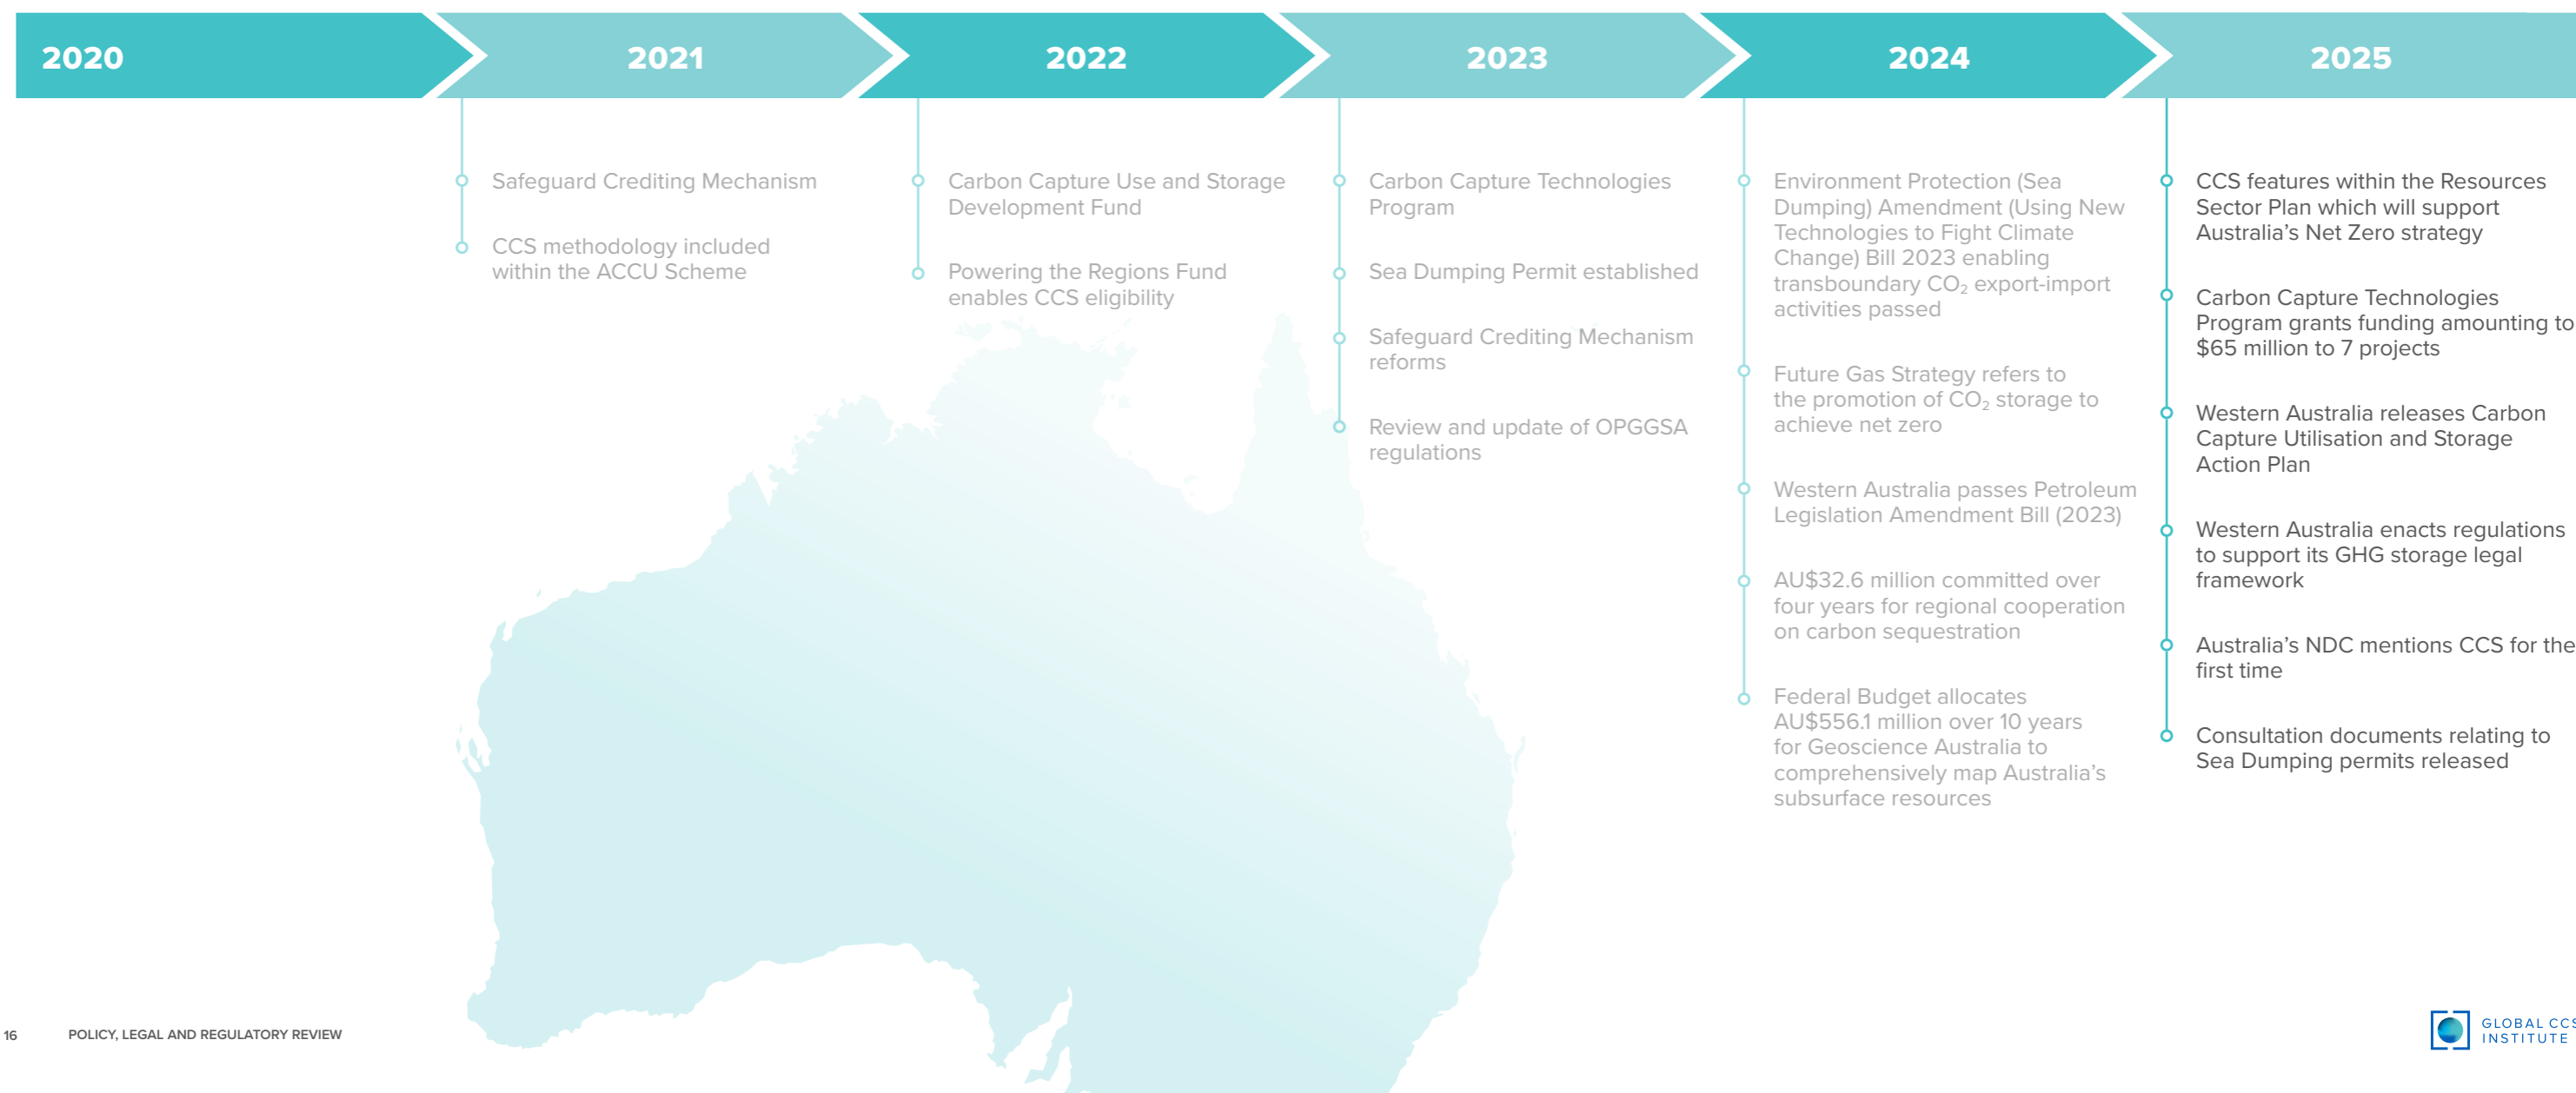 2020
2021
2022
2023
2024
2025
Safeguard Crediting Mechanism
CCS methodology included
within the ACCU Scheme
Carbon Capture Use and Storage
Development Fund
Powering the Regions Fund
enables CCS eligibility
Carbon Capture Technologies
Program
Sea Dumping Permit established
Safeguard Crediting Mechanism
reforms
Review and update of OPGGSA
regulations
Environment Protection (Sea
Dumping) Amendment (Using New
Technologies to Fight Climate
Change) Bill 2023 enabling
transboundary CO₂ export-import
activities passed
Future Gas Strategy refers to
the promotion of CO₂ storage to
achieve net zero
Western Australia passes Petroleum
Legislation Amendment Bill (2023)
AU$32.6 million committed over
four years for regional cooperation
on carbon sequestration
Federal Budget allocates
AU$556.1 million over 10 years
for Geoscience Australia to
comprehensively map Australia’s
subsurface resources
CCS features within the Resources
Sector Plan which will support
Australia’s Net Zero strategy
Carbon Capture Technologies
Program grants funding amounting to
$65 million to 7 projects
Western Australia releases Carbon
Capture Utilisation and Storage
Action Plan
Western Australia enacts regulations
to support its GHG storage legal
framework
Australia’s NDC mentions CCS for the
first time
Consultation documents relating to
Sea Dumping permits released
16 POLICY, LEGAL AND REGULATORY REVIEW
GLOBAL CCS
INSTITUTE